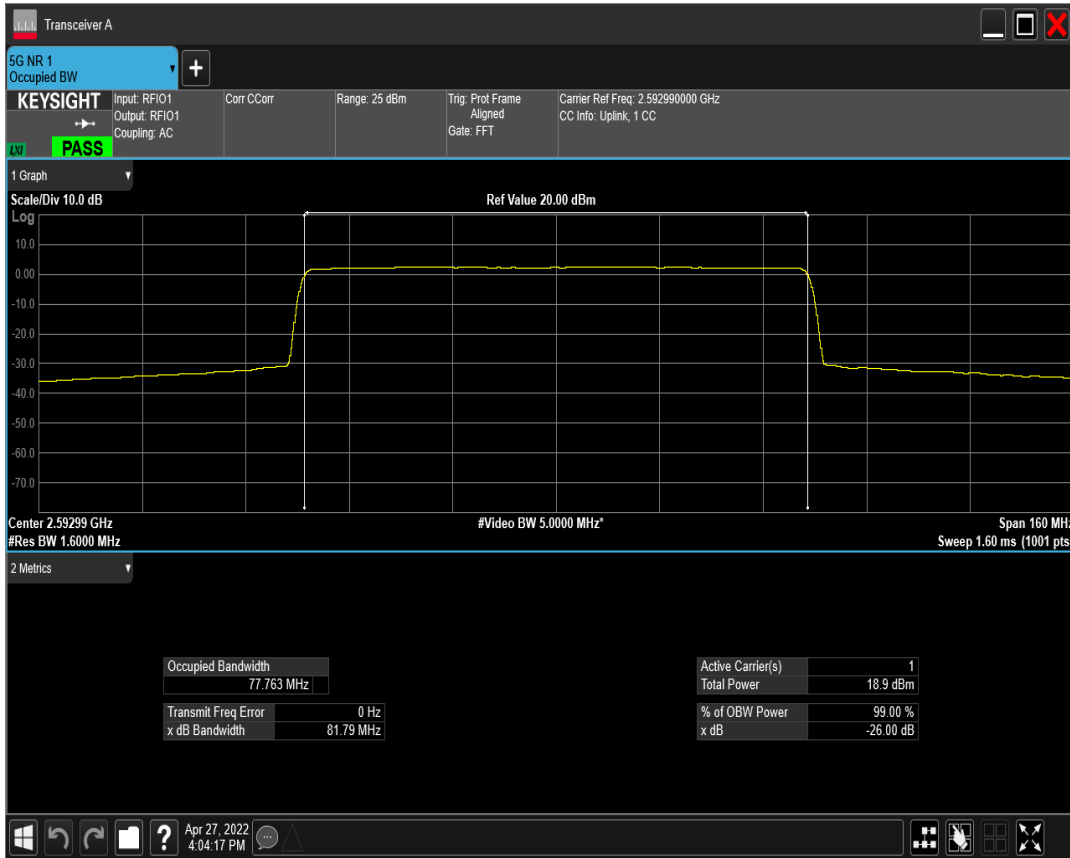 Transceiver A
5G NR 1
Occupied BW
KEYSIGHT
Input: RFIO1
Output: RFIO1
Coupling: AC
Corr CCorr
Range: 25 dBm
Trig: Prot Frame
Aligned
Gate: FFT
Carrier Ref Freq: 2.592990000 GHz
CC Info: Uplink, 1 CC
LXI
PASS
1 Graph
Scale/Div 10.0 dB
Ref Value 20.00 dBm
Log
10.0
0.00
-10.0
-20.0
-30.0
-40.0
-50.0
-60.0
-70.0
Center 2.59299 GHz
#Video BW 5.0000 MHz*
Span 160 MHz
#Res BW 1.6000 MHz
Sweep 1.60 ms (1001 pts
2 Metrics
Occupied Bandwidth
77.763 MHz
Transmit Freq Error 0 Hz
x dB Bandwidth 81.79 MHz
Active Carrier(s) 1
Total Power 18.9 dBm
% of OBW Power 99.00 %
x dB -26.00 dB
?
Apr 27, 2022
4:04:17 PM